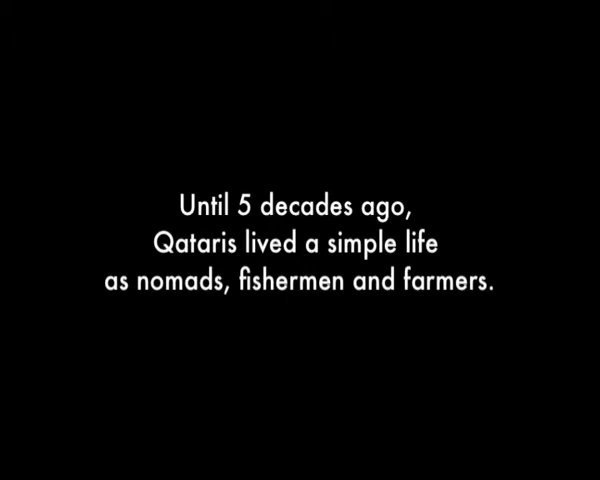 Until 5 decades ago,
Qataris lived a simple life
as nomads, fishermen and farmers.